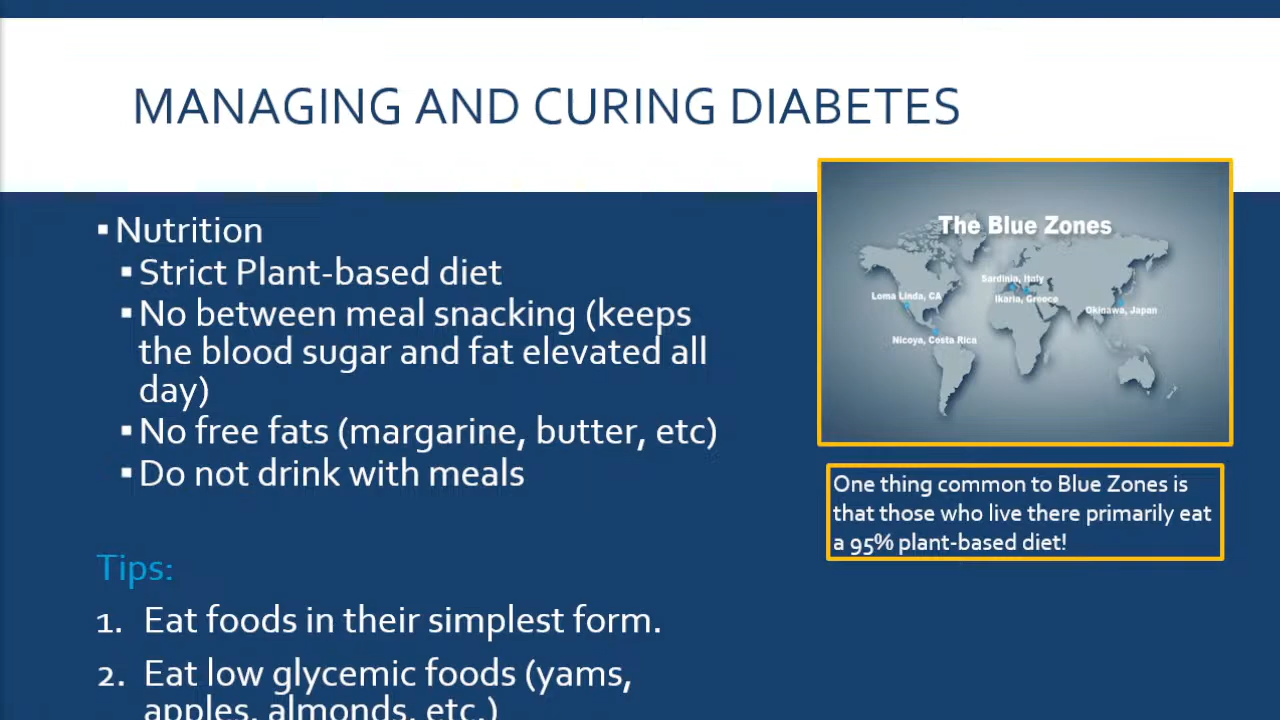 MANAGING AND CURING DIABETES
▪ Nutrition
▪ Strict Plant-based diet
▪ No between meal snacking (keeps
the blood sugar and fat elevated all
day)
▪ No free fats (margarine, butter, etc)
▪ Do not drink with meals
Tips:
1. Eat foods in their simplest form.
2. Eat low glycemic foods (yams,
apples, almonds, etc.)
The Blue Zones
Sardinia, Italy
Loma Linda, CA
Ikaria, Greece
Okinawa, Japan
Nicoya, Costa Rica
One thing common to Blue Zones is
that those who live there primarily eat
a 95% plant-based diet!